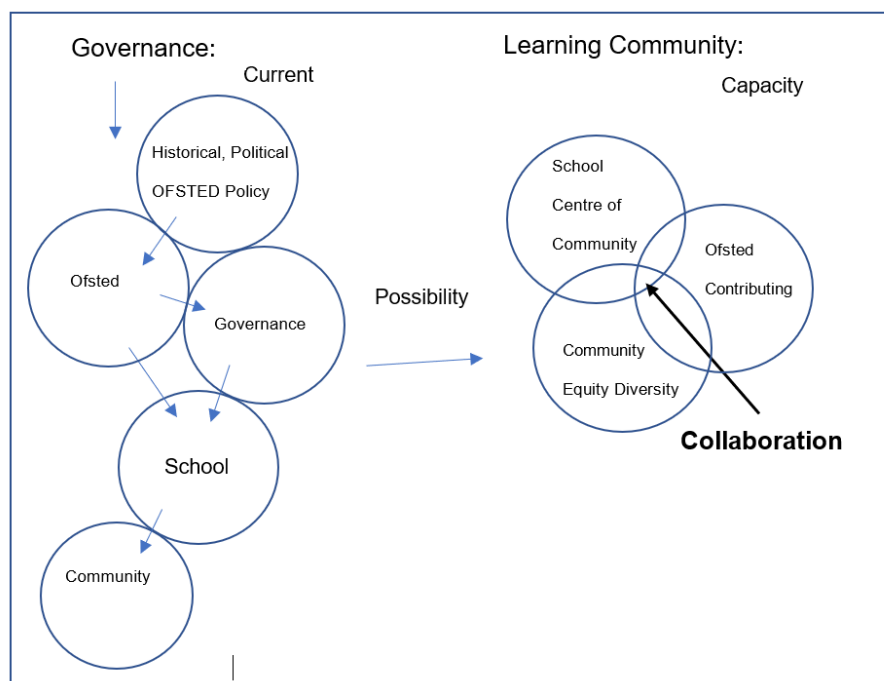 Governance:
Current
Historical, Political
OFSTED Policy
Ofsted
Governance
School
Community
Possibility
Learning Community:
Capacity
School
Centre of
Community
Ofsted
Contributing
Community
Equity Diversity
Collaboration